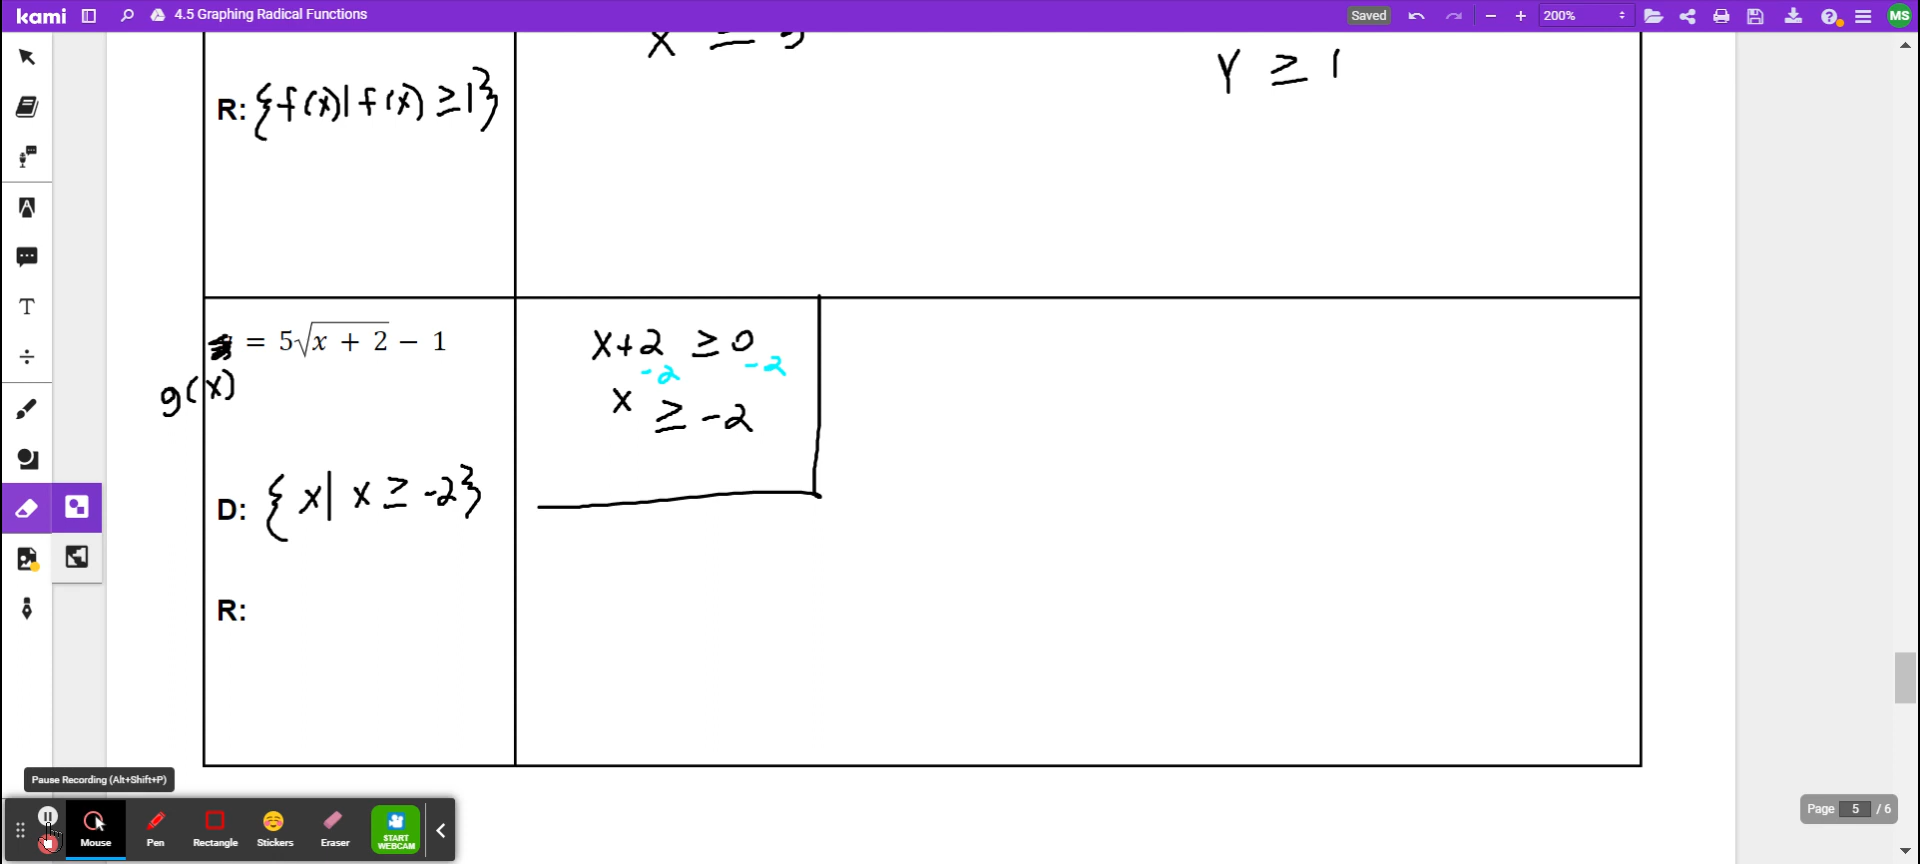 kami 4.5 Graphing Radical Functions Saved 200% MS
Y ≥ 1
R: {f(x)| f(x) ≥1}
= 5√x + 2 − 1
g(x)
x+2 ≥ 0
-2 -2
x ≥ -2
D: { x| x ≥ -2}
R:
Pause Recording (Alt+Shift+P)
Mouse Pen Rectangle Stickers Eraser START WEBCAM
Page 5 / 6